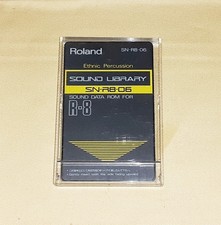 Roland
SN-R8-06
Ethnic Percussion
SOUND LIBRARY
SN-R8-06
SOUND DATA ROM FOR
R-8